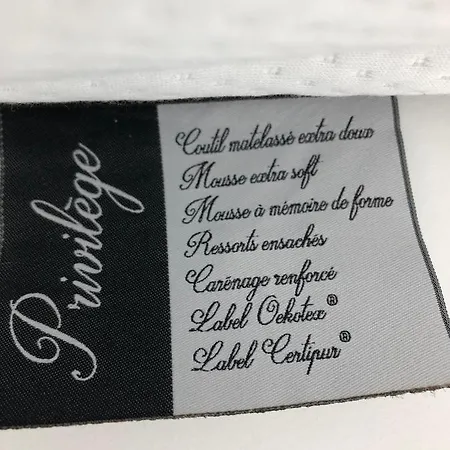 Privilège
Coutil matelassé extra doux
Mousse extra soft
Mousse à mémoire de forme
Ressorts ensachés
Carénage renforcé
Label Oekotex®
Label Certipur®